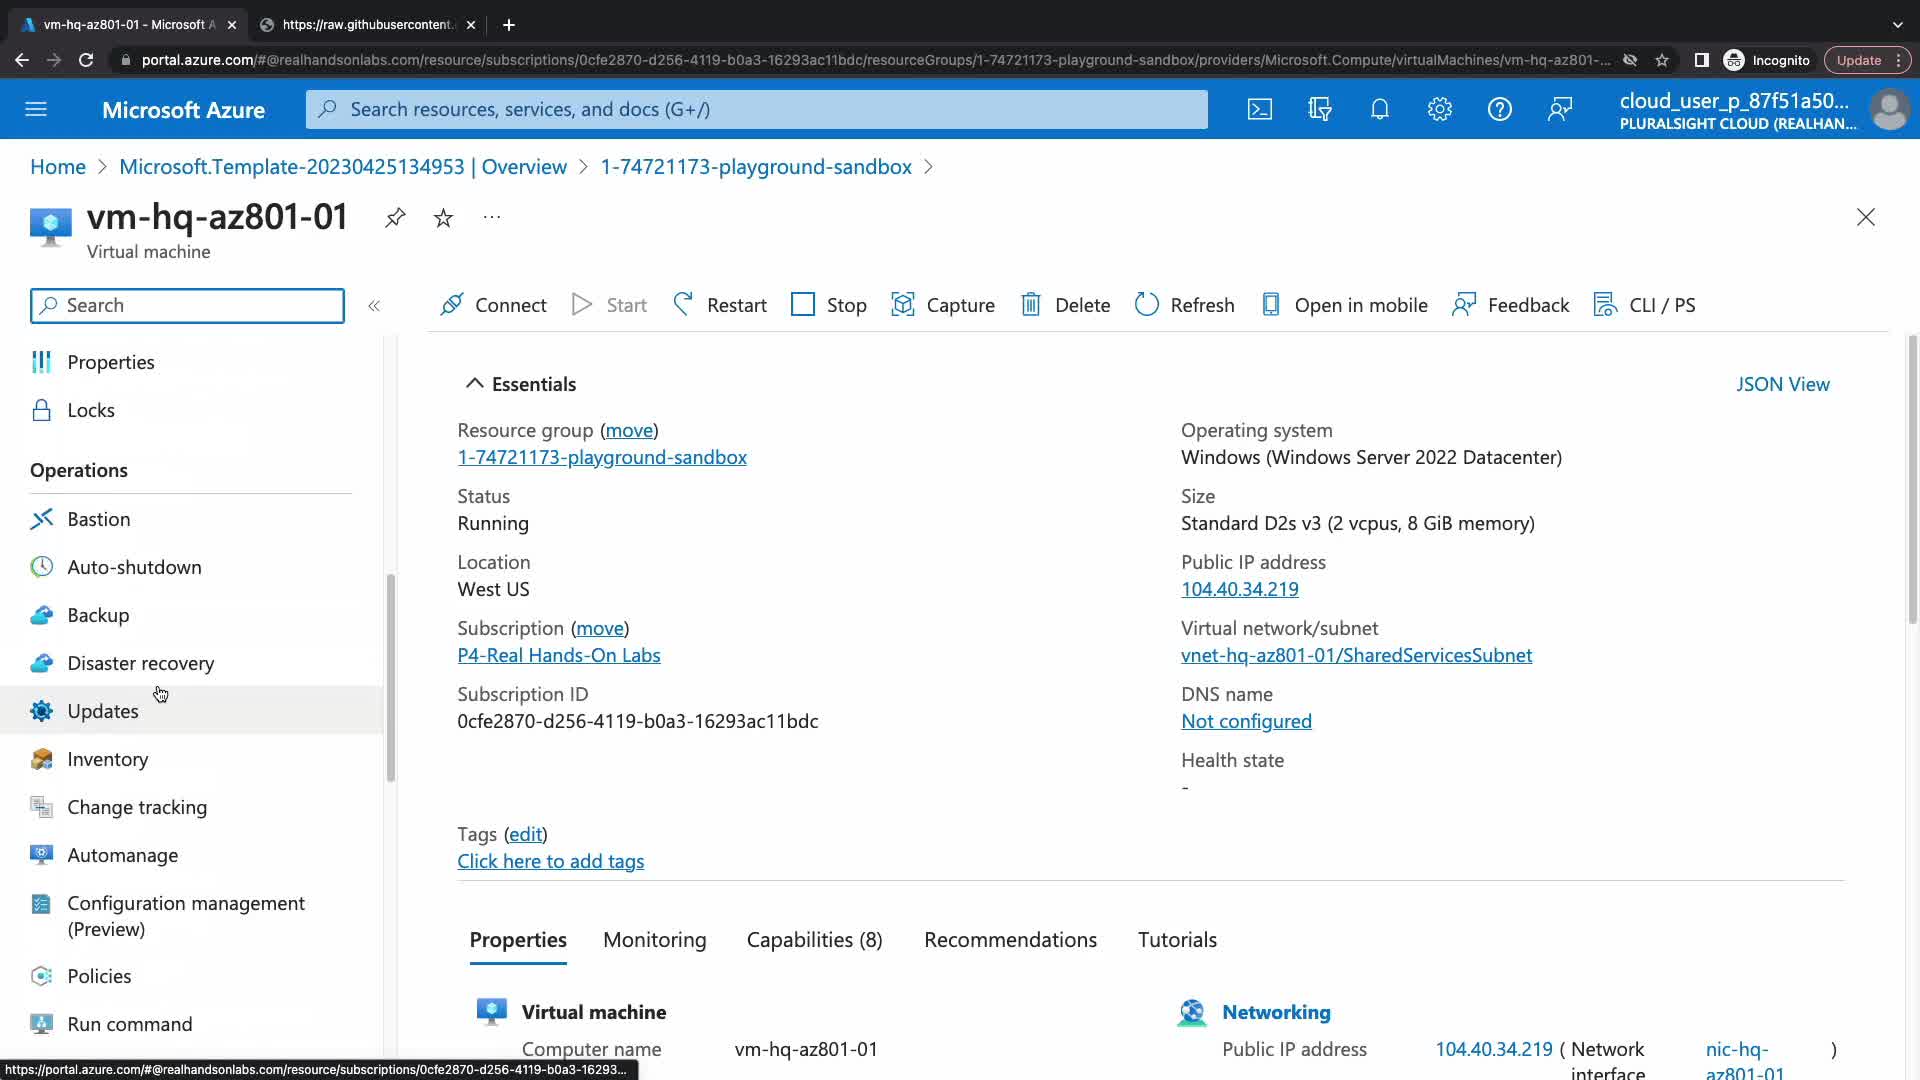 vm-hq-az801-01 - Microsoft A
https://raw.githubusercontent.
portal.azure.com/#@realhandsonlabs.com/resource/subscriptions/0cfe2870-d256-4119-b0a3-16293ac11bdc/resourceGroups/1-74721173-playground-sandbox/providers/Microsoft.Compute/virtualMachines/vm-hq-az801-...
Incognito
Update
Microsoft Azure
Search resources, services, and docs (G+/)
cloud_user_p_87f51a50...
PLURALSIGHT CLOUD (REALHAN...
Home > Microsoft.Template-20230425134953 | Overview > 1-74721173-playground-sandbox >
vm-hq-az801-01
...
Virtual machine
Search
«
Connect
Start
Restart
Stop
Capture
Delete
Refresh
Open in mobile
Feedback
CLI / PS
Properties
Locks
Operations
Bastion
Auto-shutdown
Backup
Disaster recovery
Updates
Inventory
Change tracking
Automanage
Configuration management
(Preview)
Policies
Run command
Essentials
JSON View
Resource group (move)
1-74721173-playground-sandbox
Status
Running
Location
West US
Subscription (move)
P4-Real Hands-On Labs
Subscription ID
0cfe2870-d256-4119-b0a3-16293ac11bdc
Operating system
Windows (Windows Server 2022 Datacenter)
Size
Standard D2s v3 (2 vcpus, 8 GiB memory)
Public IP address
104.40.34.219
Virtual network/subnet
vnet-hq-az801-01/SharedServicesSubnet
DNS name
Not configured
Health state
-
Tags (edit)
Click here to add tags
Properties
Monitoring
Capabilities (8)
Recommendations
Tutorials
Virtual machine
Computer name
vm-hq-az801-01
Networking
Public IP address
104.40.34.219 ( Network
interface
nic-hq-
az801-01
)
https://portal.azure.com/#@realhandsonlabs.com/resource/subscriptions/0cfe2870-d256-4119-b0a3-16293...